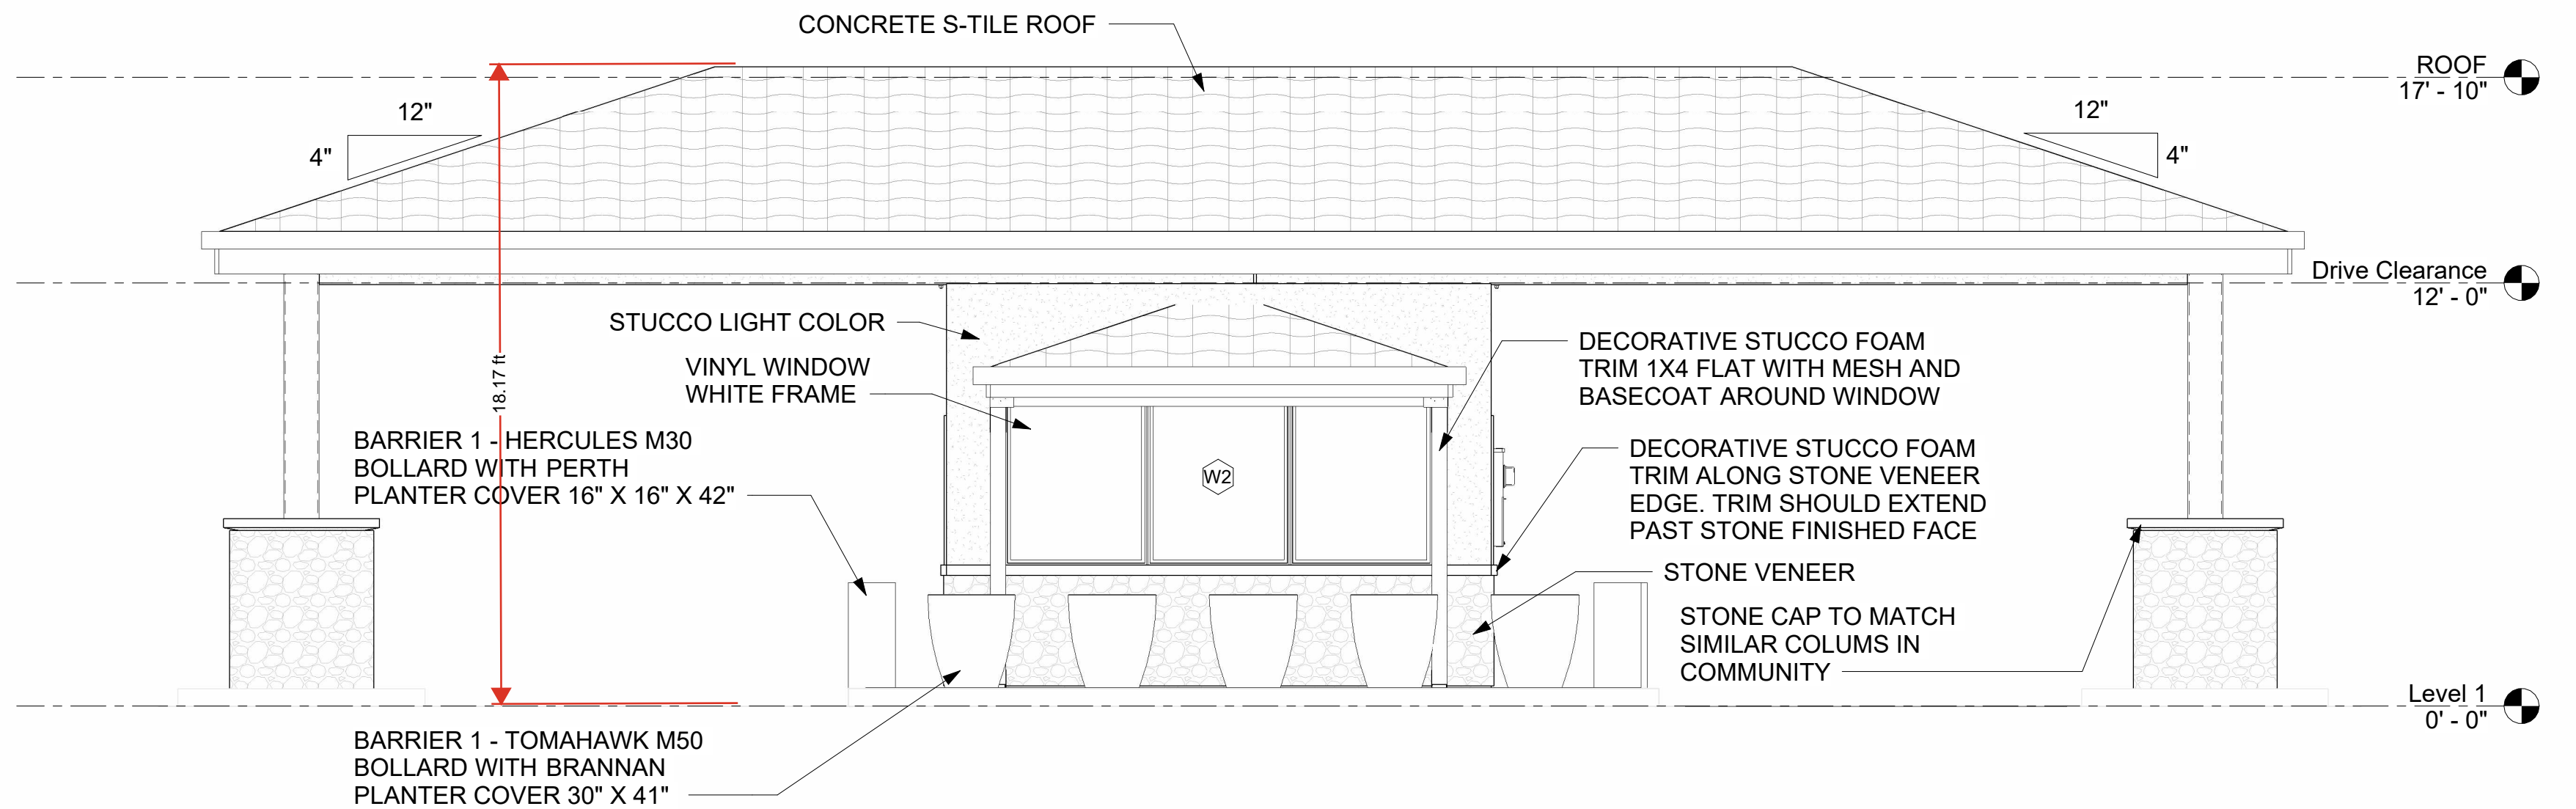 CONCRETE S-TILE ROOF
ROOF
17' - 10"
12"
4"
12"
4"
Drive Clearance
12' - 0"
STUCCO LIGHT COLOR
VINYL WINDOW
WHITE FRAME
18.17 ft
DECORATIVE STUCCO FOAM
TRIM 1X4 FLAT WITH MESH AND
BASECOAT AROUND WINDOW
BARRIER 1 - HERCULES M30
BOLLARD WITH PERTH
PLANTER COVER 16" X 16" X 42"
W2
DECORATIVE STUCCO FOAM
TRIM ALONG STONE VENEER
EDGE. TRIM SHOULD EXTEND
PAST STONE FINISHED FACE
STONE VENEER
STONE CAP TO MATCH
SIMILAR COLUMS IN
COMMUNITY
Level 1
0' - 0"
BARRIER 1 - TOMAHAWK M50
BOLLARD WITH BRANNAN
PLANTER COVER 30" X 41"